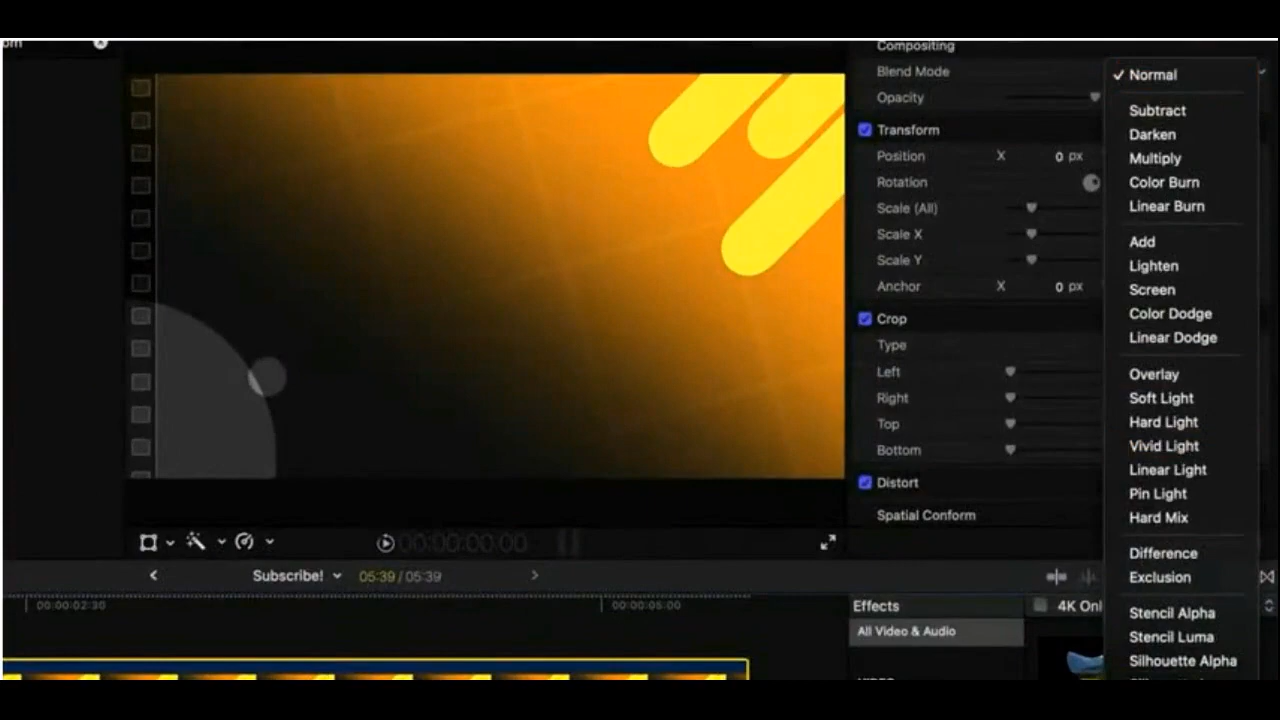 Compositing
Blend Mode
Opacity
Transform
Position X 0 px
Rotation
Scale (All)
Scale X
Scale Y
Anchor X 0 px
Crop
Type
Left
Right
Top
Bottom
Distort
Spatial Conform
✓ Normal
Subtract
Darken
Multiply
Color Burn
Linear Burn
Add
Lighten
Screen
Color Dodge
Linear Dodge
Overlay
Soft Light
Hard Light
Vivid Light
Linear Light
Pin Light
Hard Mix
Difference
Exclusion
Stencil Alpha
Stencil Luma
Silhouette Alpha
00:00:00:00
Subscribe! 05:39 / 05:39
00:00:02:30 00:00:05:00
Effects
4K Onl
All Video & Audio